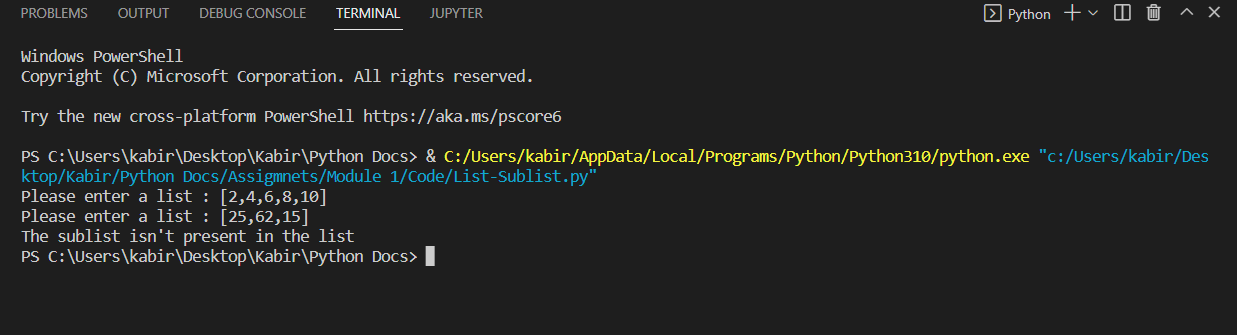 PROBLEMS OUTPUT DEBUG CONSOLE TERMINAL JUPYTER Python
Windows PowerShell
Copyright (C) Microsoft Corporation. All rights reserved.
Try the new cross-platform PowerShell https://aka.ms/pscore6
PS C:\Users\kabir\Desktop\Kabir\Python Docs> & C:/Users/kabir/AppData/Local/Programs/Python/Python310/python.exe "c:/Users/kabir/Des
ktop/Kabir/Python Docs/Assigmnets/Module 1/Code/List-Sublist.py"
Please enter a list : [2,4,6,8,10]
Please enter a list : [25,62,15]
The sublist isn't present in the list
PS C:\Users\kabir\Desktop\Kabir\Python Docs>